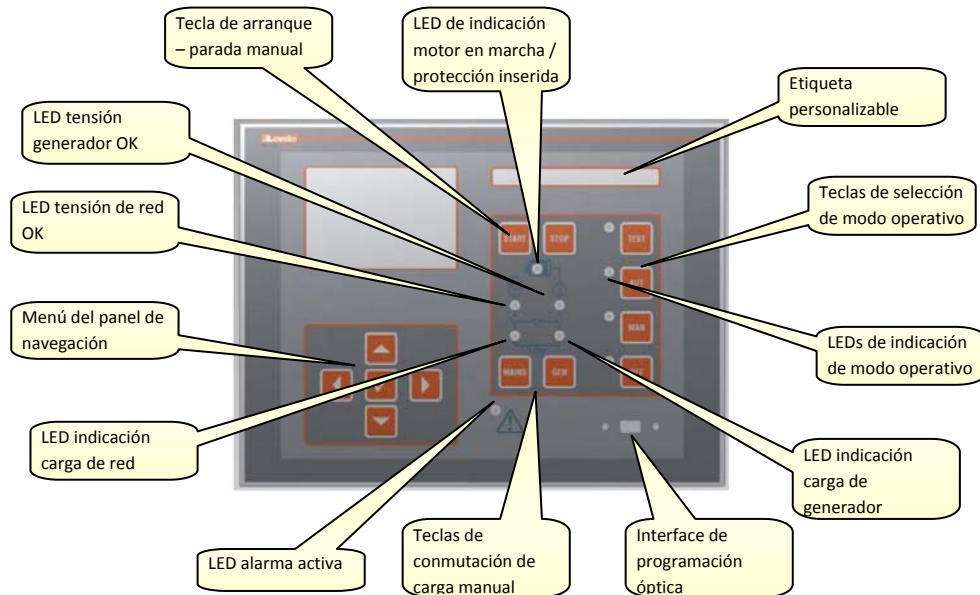 Tecla de arranque
– parada manual
LED de indicación
motor en marcha /
protección inserida
Etiqueta
personalizable
LED tensión
generador OK
Lovato
Teclas de selección
de modo operativo
LED tensión de red
OK
START
STOP
TEST
AUT
Menú del panel de
navegación
MAN
LEDs de indicación
de modo operativo
MAINS
GEN
OFF
LED indicación
carga de red
LED indicación
carga de
generador
LED alarma activa
Teclas de
conmutación de
carga manual
Interface de
programación
óptica